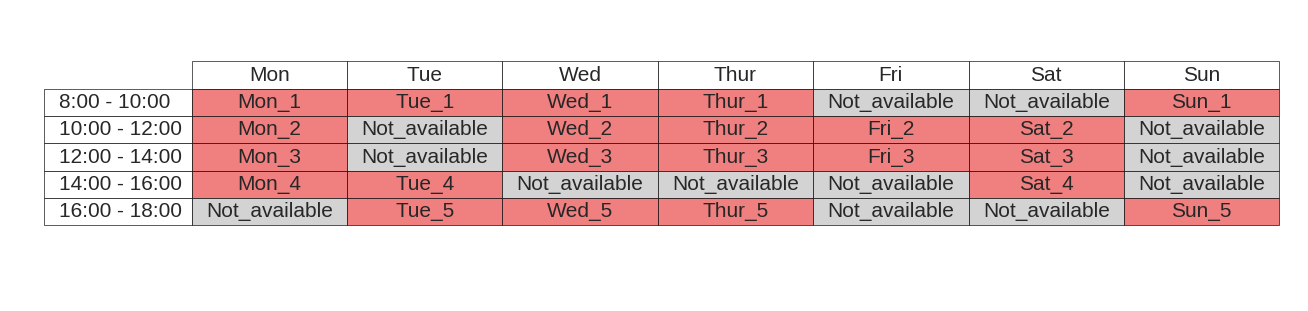 Mon Tue Wed Thur Fri Sat Sun
8:00 - 10:00 Mon_1 Tue_1 Wed_1 Thur_1 Not_available Not_available Sun_1
10:00 - 12:00 Mon_2 Not_available Wed_2 Thur_2 Fri_2 Sat_2 Not_available
12:00 - 14:00 Mon_3 Not_available Wed_3 Thur_3 Fri_3 Sat_3 Not_available
14:00 - 16:00 Mon_4 Tue_4 Not_available Not_available Not_available Sat_4 Not_available
16:00 - 18:00 Not_available Tue_5 Wed_5 Thur_5 Not_available Not_available Sun_5